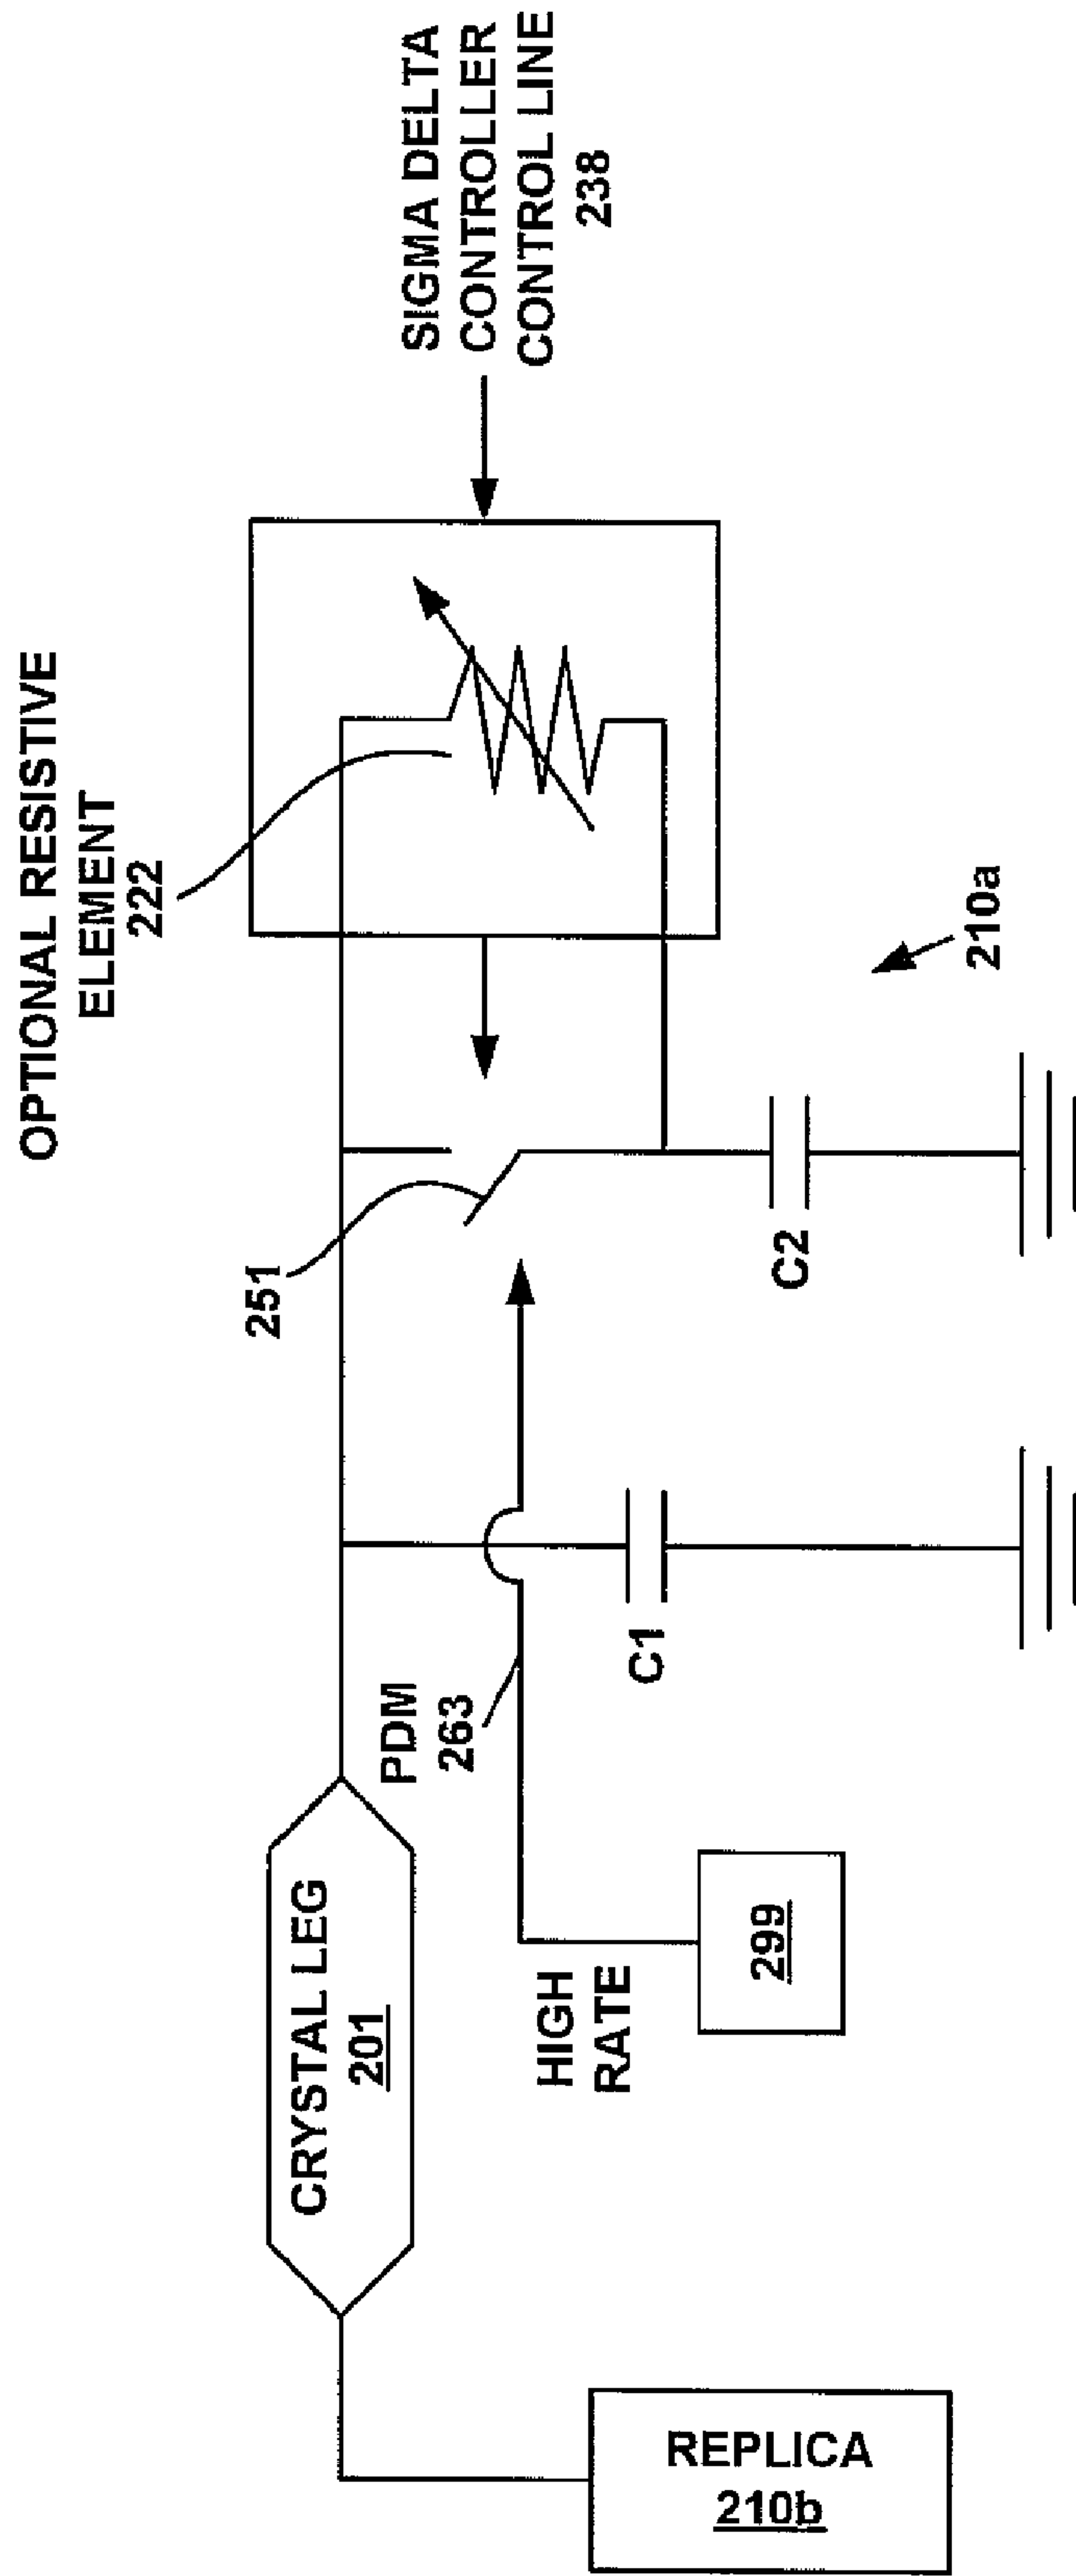 OPTIONAL RESISTIVE
ELEMENT
222
SIGMA DELTA
CONTROLLER
CONTROL LINE
238
251
CRYSTAL LEG
201
PDM
263
HIGH
RATE
C1
C2
210a
299
REPLICA
210b